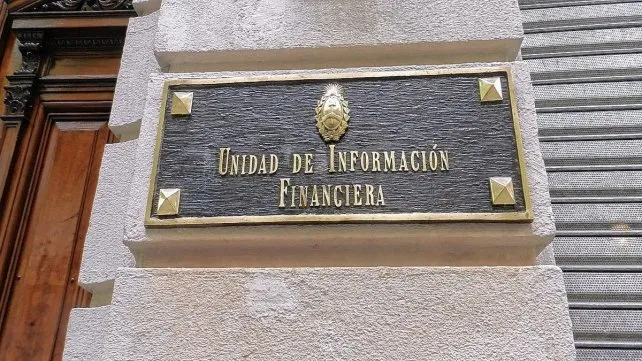 UNIDAD DE INFORMACIÓN
FINANCIERA